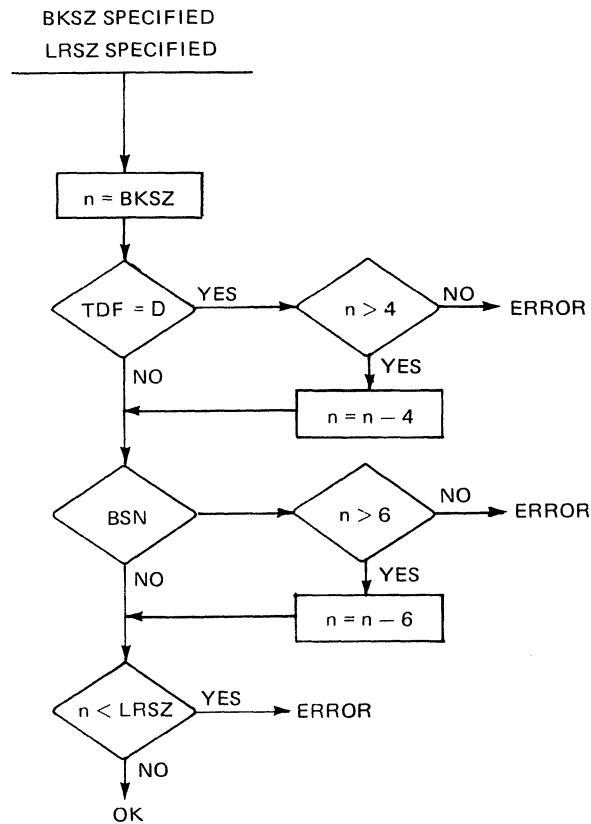 BKSZ SPECIFIED
LRSZ SPECIFIED
n = BKSZ
TDF = D
YES
n > 4
NO
ERROR
YES
NO
n = n – 4
BSN
n > 6
NO
ERROR
YES
NO
n = n – 6
n < LRSZ
YES
ERROR
NO
OK